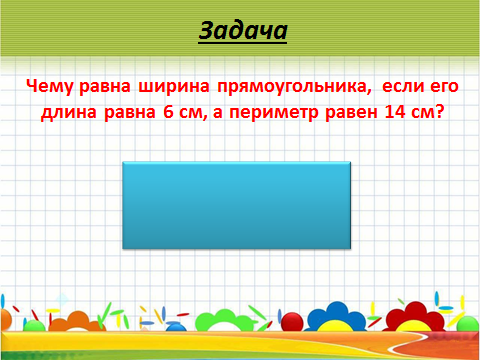 Задача
Чему равна ширина прямоугольника, если его
длина равна 6 см, а периметр равен 14 см?